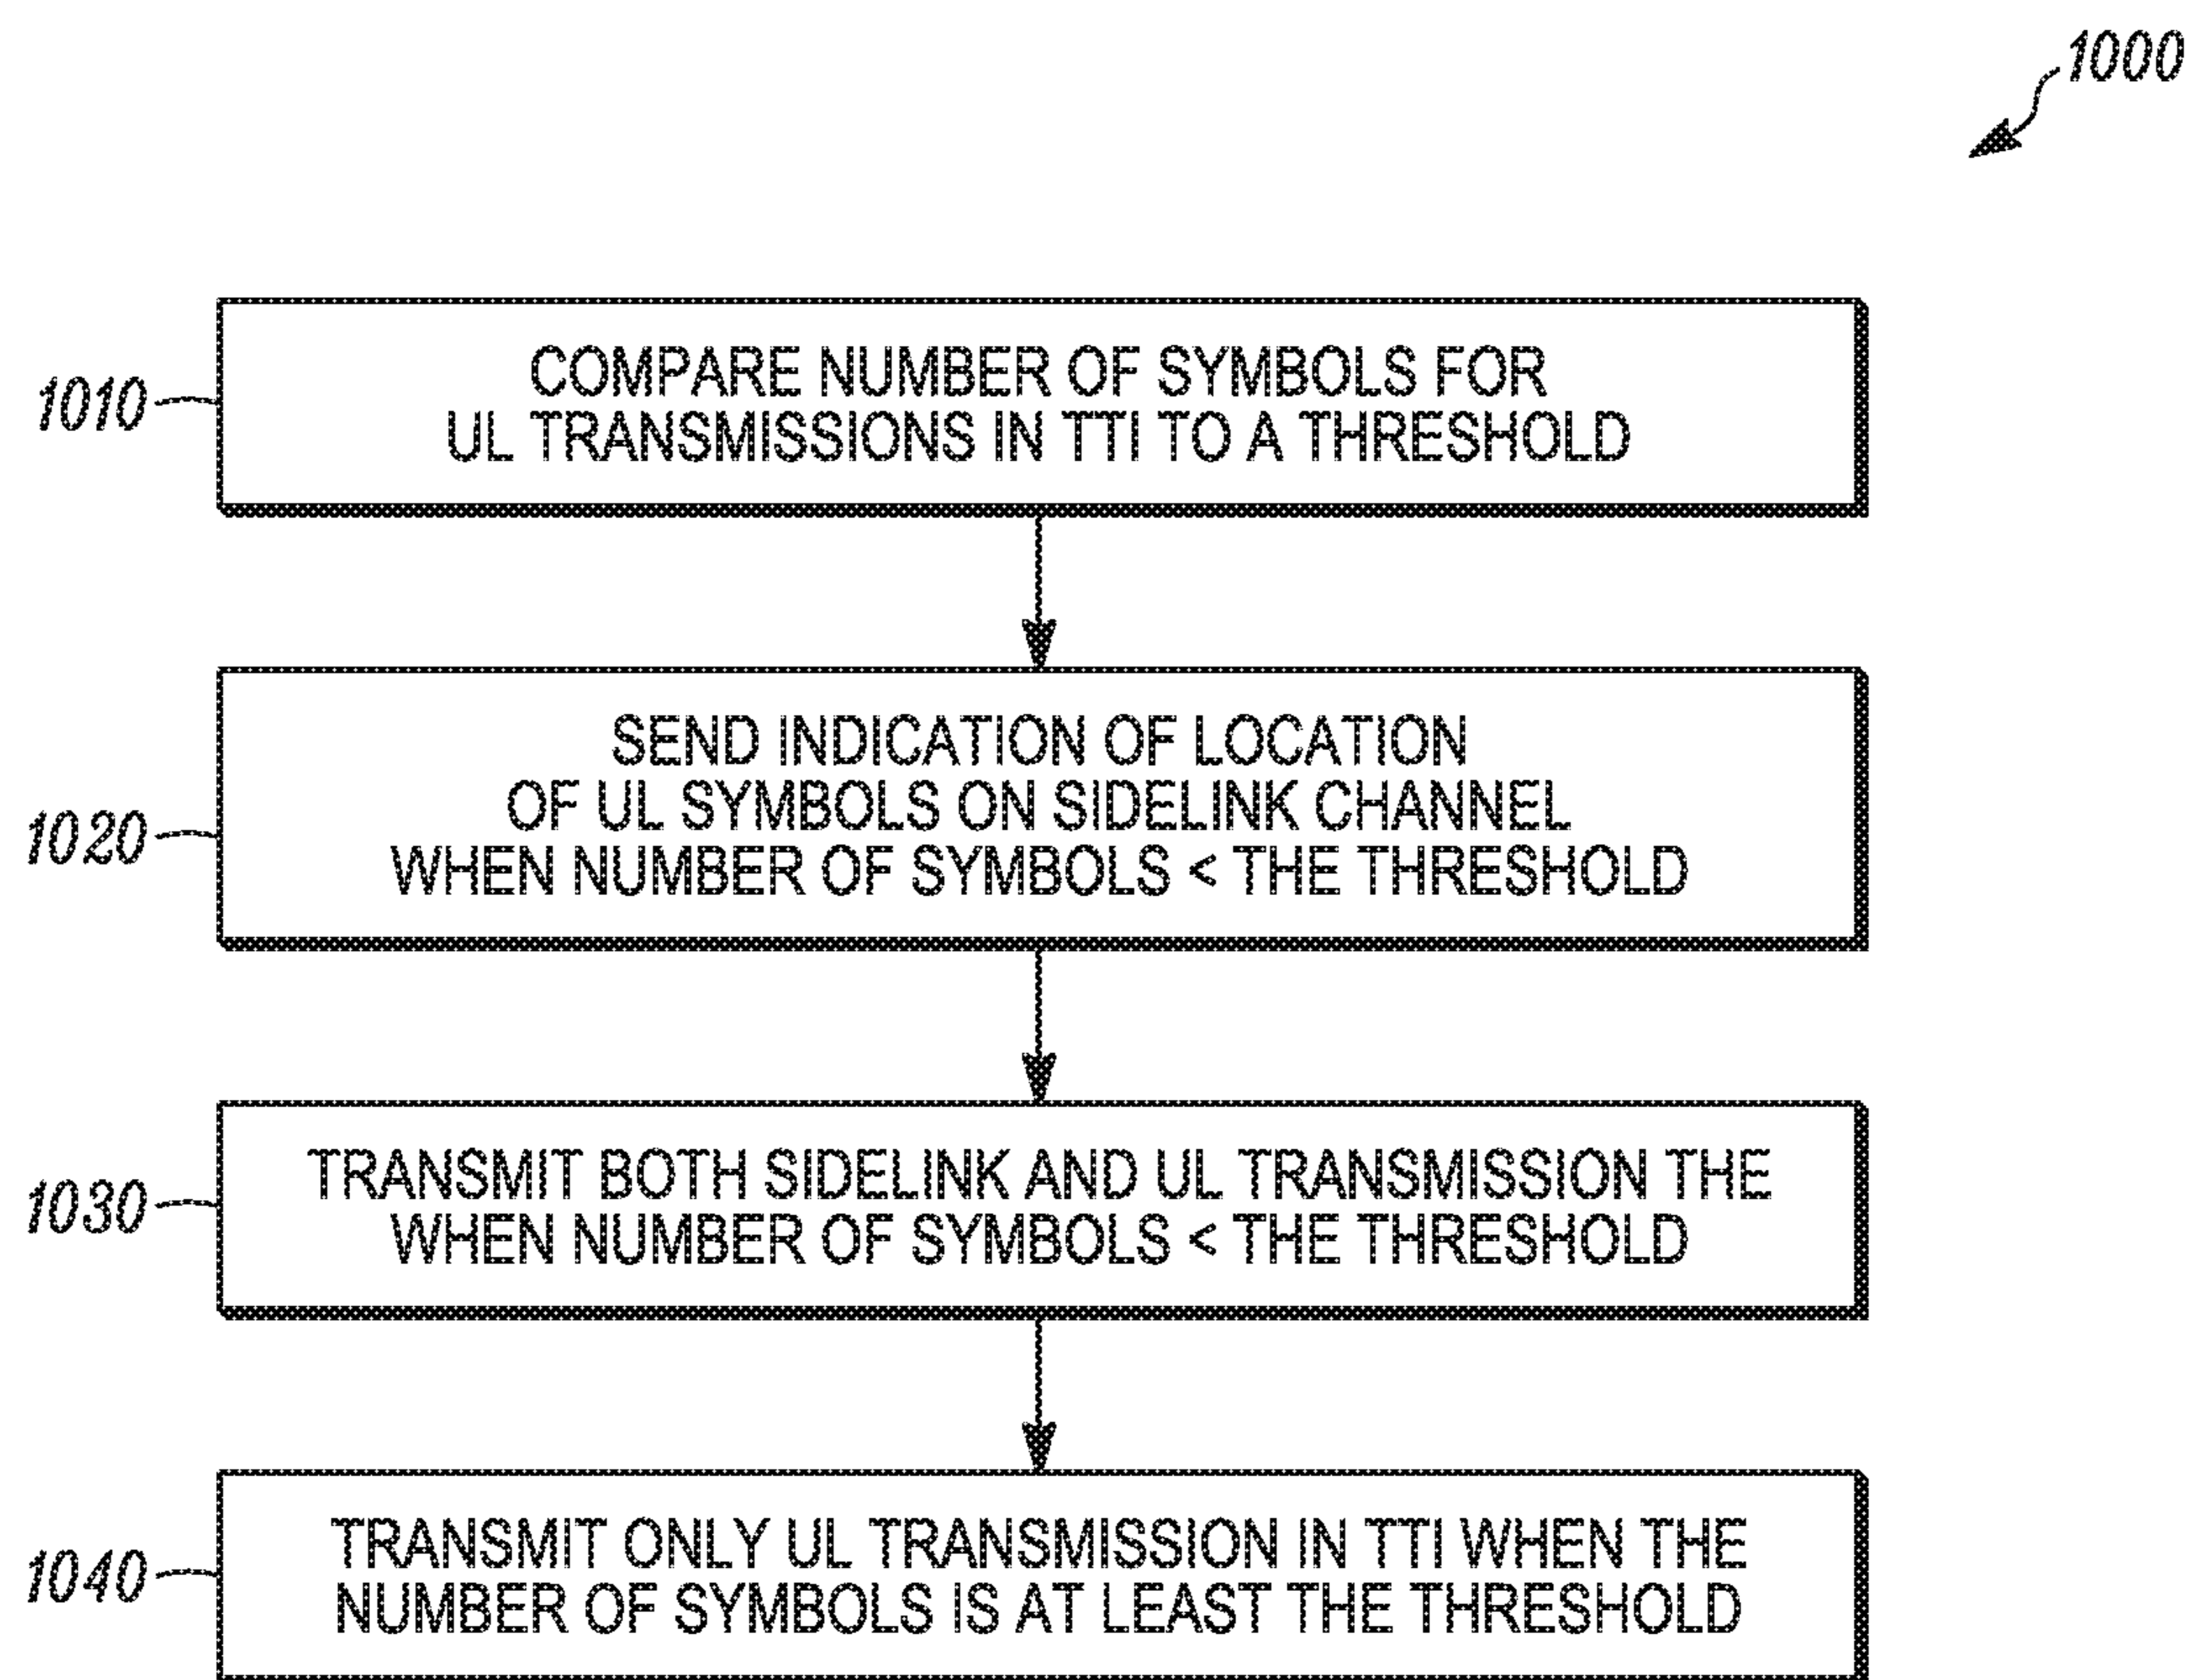 1000
1010
COMPARE NUMBER OF SYMBOLS FOR
UL TRANSMISSIONS IN TTI TO A THRESHOLD
1020
SEND INDICATION OF LOCATION
OF UL SYMBOLS ON SIDELINK CHANNEL
WHEN NUMBER OF SYMBOLS < THE THRESHOLD
1030
TRANSMIT BOTH SIDELINK AND UL TRANSMISSION THE
WHEN NUMBER OF SYMBOLS < THE THRESHOLD
1040
TRANSMIT ONLY UL TRANSMISSION IN TTI WHEN THE
NUMBER OF SYMBOLS IS AT LEAST THE THRESHOLD